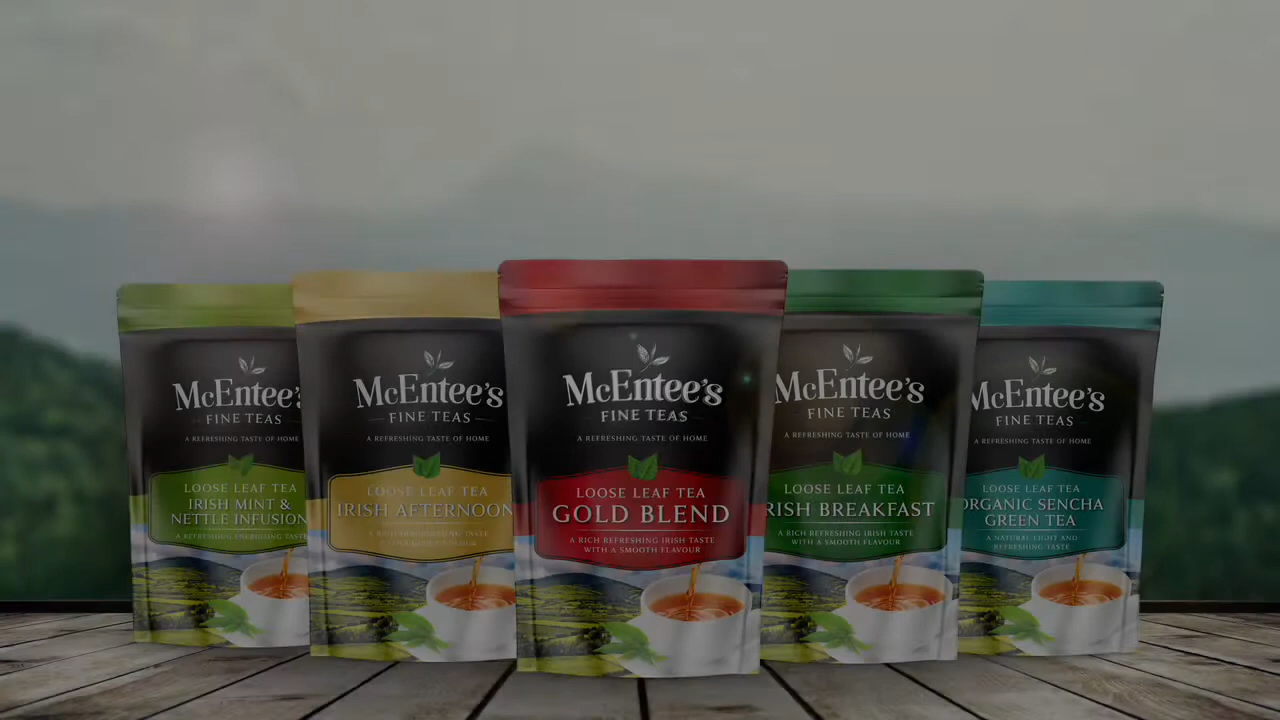 McEntee's
FINE TEAS
A REFRESHING TASTE OF HOME
LOOSE LEAF TEA
IRISH MINT &
NETTLE INFUSION
A REFRESHING ENERGISING TASTE
McEntee's
FINE TEAS
A REFRESHING TASTE OF HOME
LOOSE LEAF TEA
IRISH AFTERNOON
McEntee's
FINE TEAS
A REFRESHING TASTE OF HOME
LOOSE LEAF TEA
GOLD BLEND
A RICH REFRESHING IRISH TASTE
WITH A SMOOTH FLAVOUR
McEntee's
FINE TEAS
A REFRESHING TASTE OF HOME
LOOSE LEAF TEA
RISH BREAKFAST
A RICH REFRESHING IRISH TASTE
WITH A SMOOTH FLAVOUR
McEntee's
FINE TEAS
A REFRESHING TASTE OF HOME
LOOSE LEAF TEA
ORGANIC SENCHA
GREEN TEA
A NATURAL LIGHT AND
REFRESHING TASTE